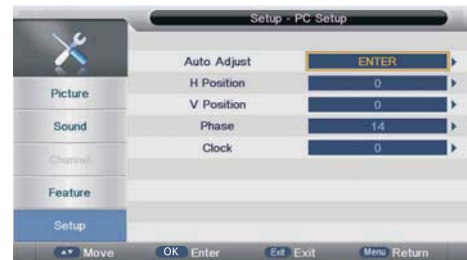 Setup - PC Setup
Auto Adjust ENTER
H Position 0
V Position 0
Phase 14
Clock 0
Picture
Sound
Channel
Feature
Setup
Move OK Enter Exit Exit Menu Return